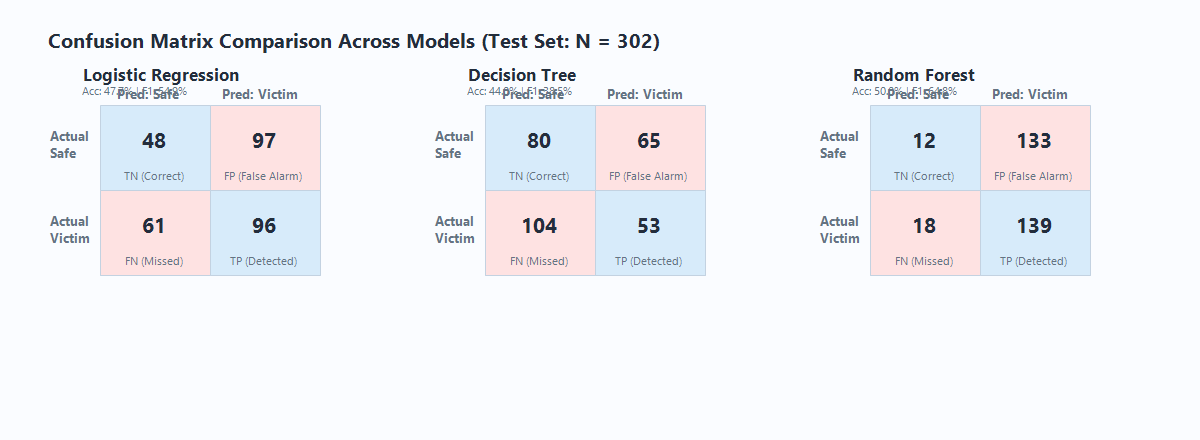 Confusion Matrix Comparison Across Models (Test Set: N = 302)
Logistic Regression
Pred: Safe Pred: Victim
Actual Safe
48
TN (Correct)
97
FP (False Alarm)
Actual Victim
61
FN (Missed)
96
TP (Detected)
Decision Tree
Pred: Safe Pred: Victim
Actual Safe
80
TN (Correct)
65
FP (False Alarm)
Actual Victim
104
FN (Missed)
53
TP (Detected)
Random Forest
Pred: Safe Pred: Victim
Actual Safe
12
TN (Correct)
133
FP (False Alarm)
Actual Victim
18
FN (Missed)
139
TP (Detected)